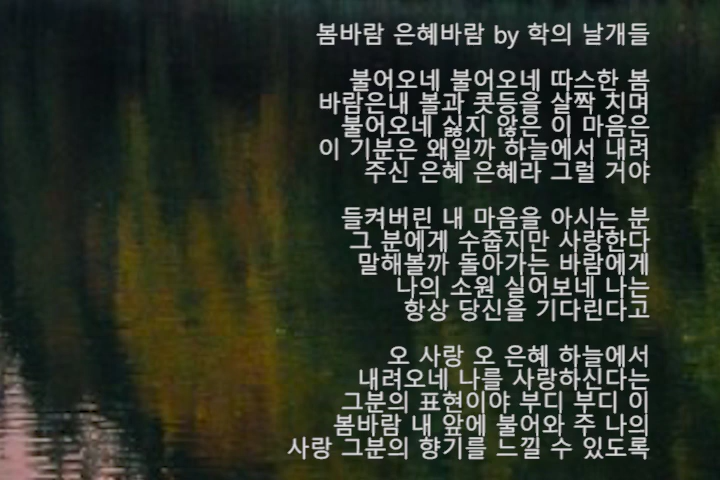 봄바람 은혜바람 by 학의 날개들
불어오네 불어오네 따스한 봄
바람은내 볼과 콧등을 살짝 치며
불어오네 싫지 않은 이 마음은
이 기분은 왜일까 하늘에서 내려
주신 은혜 은혜라 그럴 거야
들켜버린 내 마음을 아시는 분
그 분에게 수줍지만 사랑한다
말해볼까 돌아가는 바람에게
나의 소원 실어보네 나는
항상 당신을 기다린다고
오 사랑 오 은혜 하늘에서
내려오네 나를 사랑하신다는
그분의 표현이야 부디 부디 이
봄바람 내 앞에 불어와 주 나의
사랑 그분의 향기를 느낄 수 있도록